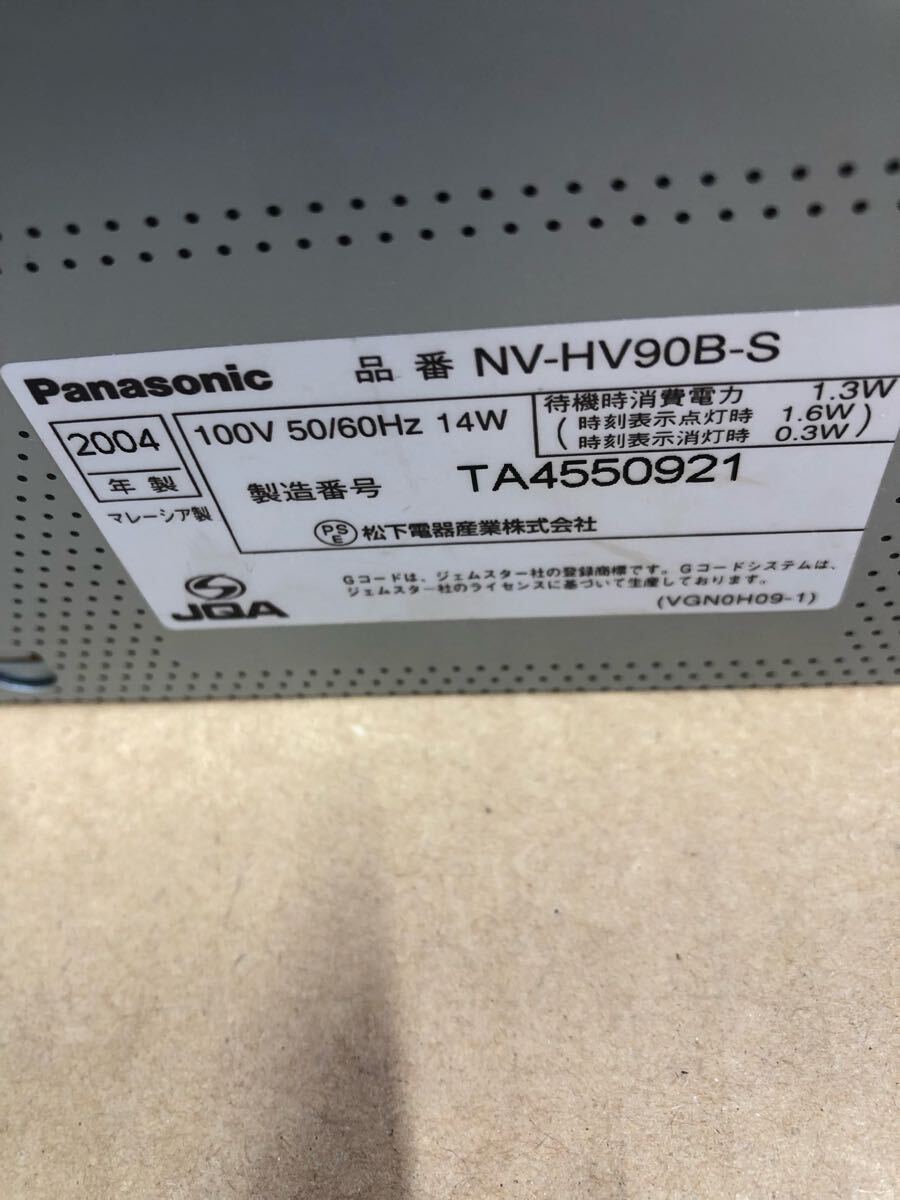 Panasonic 品番 NV-HV90B-S
2004
年製
マレーシア製
100V 50/60Hz 14W
待機時消費電力 1.3W
(時刻表示点灯時 1.6W
時刻表示消灯時 0.3W)
製造番号 TA4550921
PSE 松下電器産業株式会社
JQA
Gコードは、ジェムスター社の登録商標です。Gコードシステムは、
ジェムスター社のライセンスに基づいて生産しております。
(VGN0H09-1)